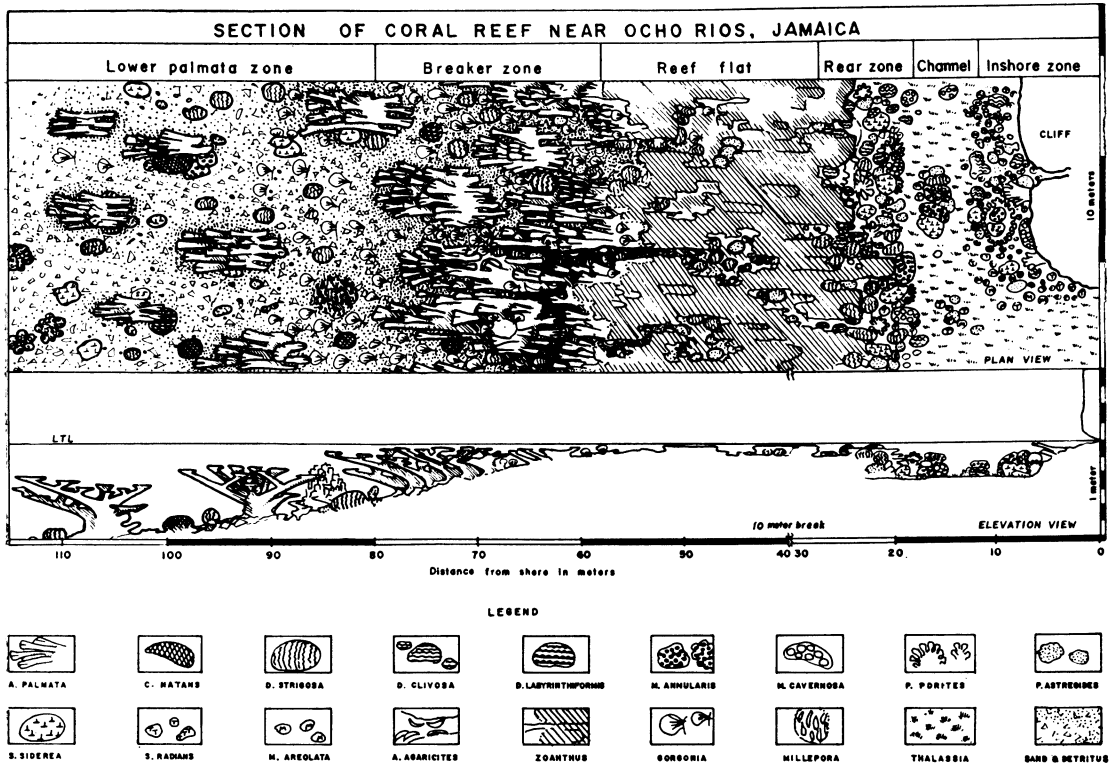 SECTION OF CORAL REEF NEAR OCHO RIOS, JAMAICA
Lower palmata zone Breaker zone Reef flat Rear zone Channel Inshore zone
CLIFF
10 meters
PLAN VIEW
LTL
1 meter
10 meter break ELEVATION VIEW
110 100 90 80 70 60 50 40 30 20 10 0
Distance from shore in meters
LEGEND
A. PALMATA C. NATANS D. STRIGOSA D. CLIVOSA D. LABYRINTHIFORMIS M. ANNULARIS M. CAVERNOSA P. PORITES P. ASTREOIDES
S. SIDEREA S. RADIANS M. AREOLATA A. AGARICITES ZOANTHUS GORGONIA MILLEPORA THALASSIA SAND & DETRITUS